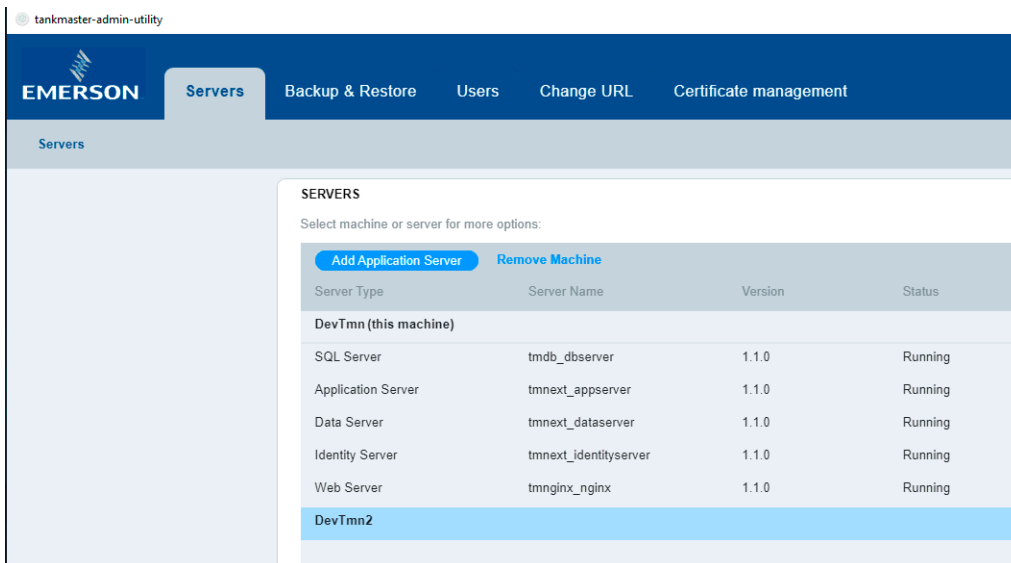 tankmaster-admin-utility
EMERSON Servers Backup & Restore Users Change URL Certificate management
Servers
SERVERS
Select machine or server for more options:
Add Application Server Remove Machine
Server Type Server Name Version Status
DevTmn (this machine)
SQL Server tmdb_dbserver 1.1.0 Running
Application Server tmnext_appserver 1.1.0 Running
Data Server tmnext_dataserver 1.1.0 Running
Identity Server tmnext_identityserver 1.1.0 Running
Web Server tmnginx_nginx 1.1.0 Running
DevTmn2